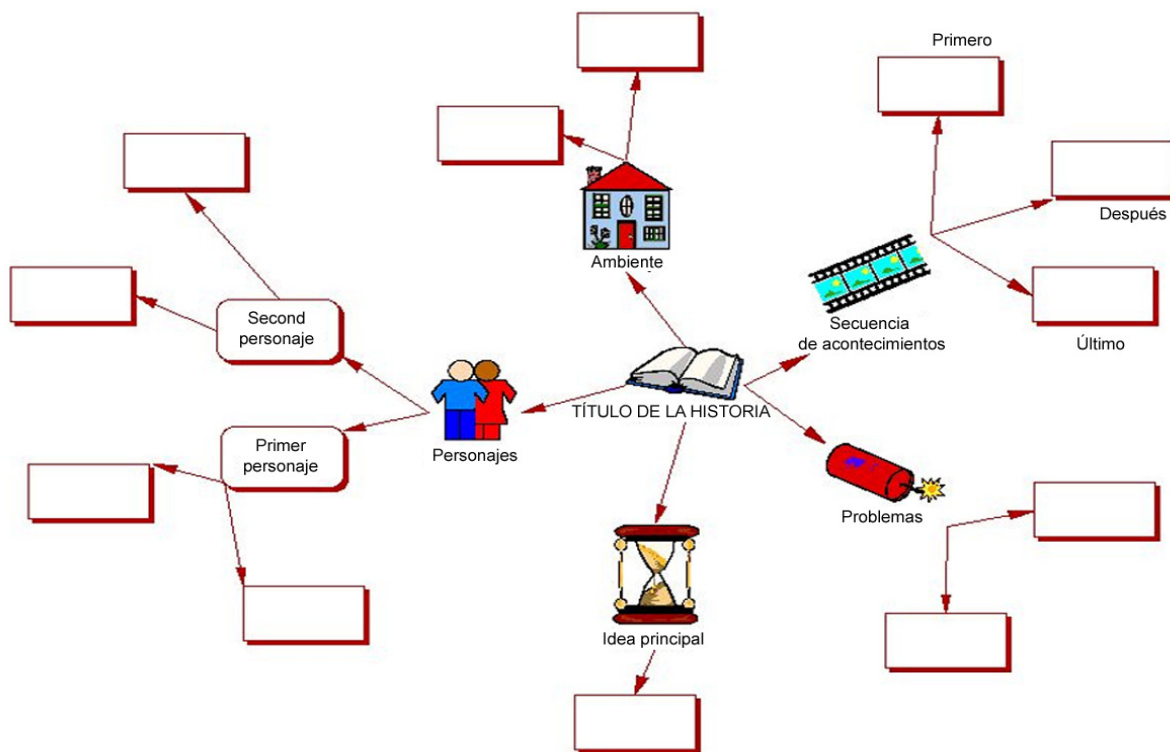 Primero
Después
Ambiente
Second
personaje
Secuencia
de acontecimientos
Último
TÍTULO DE LA HISTORIA
Primer
personaje
Personajes
Problemas
Idea principal